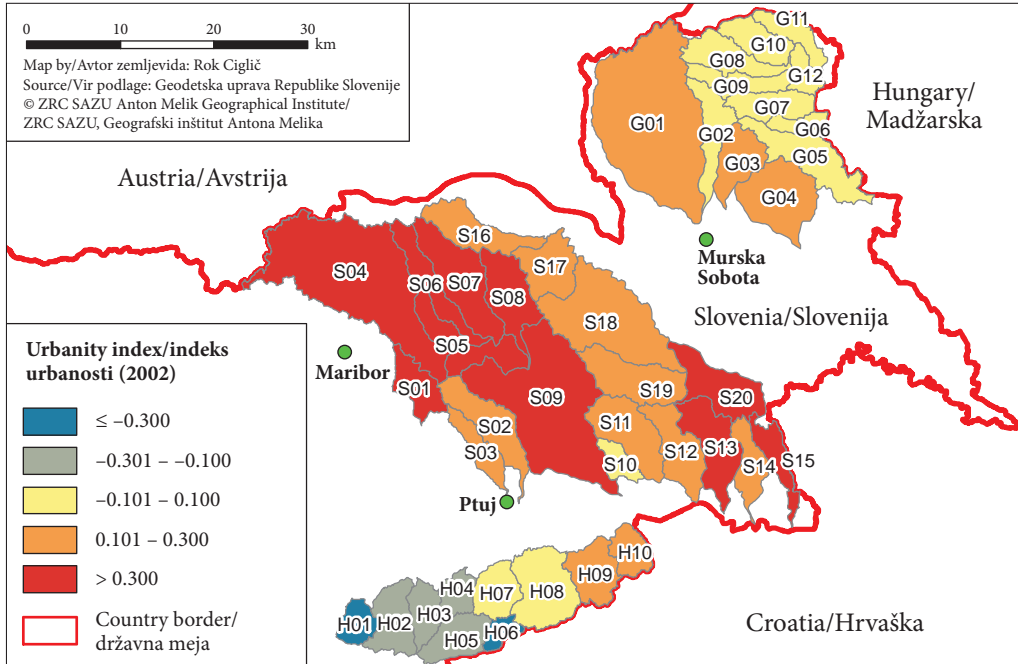 0 10 20 30
km
Map by/Avtor zemljevida: Rok Ciglič
Source/Vir podlage: Geodetska uprava Republike Slovenije
© ZRC SAZU Anton Melik Geographical Institute/
ZRC SAZU, Geografski inštitut Antona Melika
G11
G10
G08
G12
G09
G07
G01
G02
G06
G03
G05
G04
Hungary/
Madžarska
Austria/Avstrija
Murska
Sobota
Slovenia/Slovenija
S16
S17
S04
S06
S07
S08
S18
S05
Maribor
S01
S09
S19
S20
S02
S11
S03
S10
S12
S13
S14
S15
Ptuj
Urbanity index/indeks
urbanosti (2002)
≤ –0.300
–0.301 – –0.100
–0.101 – 0.100
0.101 – 0.300
> 0.300
Country border/
državna meja
H10
H09
H04
H07
H08
H01
H02
H03
H05
H06
Croatia/Hrvaška